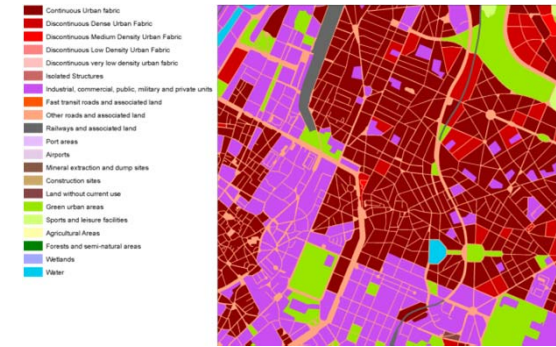 Continuous Urban fabric
Discontinuous Dense Urban Fabric
Discontinuous Medium Density Urban Fabric
Discontinuous Low Density Urban Fabric
Discontinuous very low density urban fabric
Isolated Structures
Industrial, commercial, public, military and private units
Fast transit roads and associated land
Other roads and associated land
Railways and associated land
Port areas
Airports
Mineral extraction and dump sites
Construction sites
Land without current use
Green urban areas
Sports and leisure facilities
Agricultural Areas
Forests and semi-natural areas
Wetlands
Water